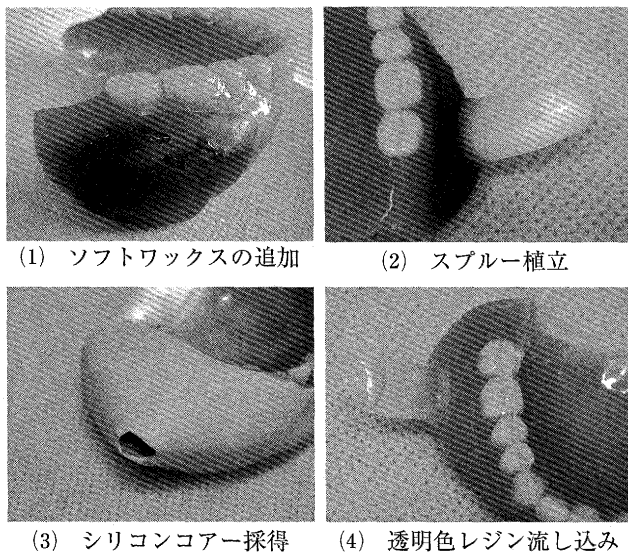 (1) ソフトワックスの追加
(2) スプルー植立
(3) シリコンコアー採得
(4) 透明色レジン流し込み